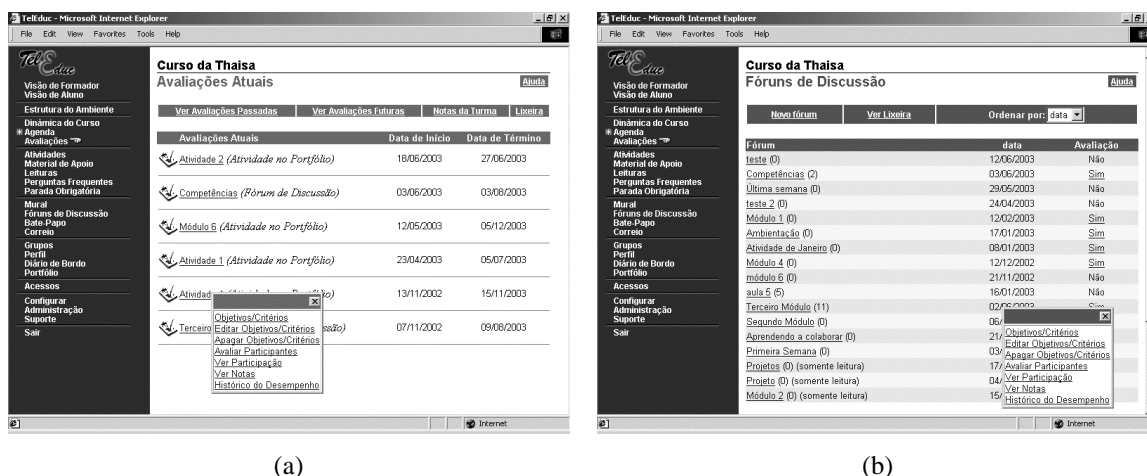 TelEduc - Microsoft Internet Explorer
File Edit View Favorites Tools Help
TelEduc
Visão de Formador
Visão de Aluno
Estrutura do Ambiente
Dinâmica do Curso
Agenda
Avaliações
Atividades
Material de Apoio
Leituras
Perguntas Frequentes
Parada Obrigatória
Mural
Fóruns de Discussão
Bate-Papo
Correio
Grupos
Perfil
Diário de Bordo
Portfólio
Acessos
Configurar
Administração
Suporte
Sair
Curso da Thaisa
Avaliações Atuais Ajuda
Ver Avaliações Passadas Ver Avaliações Futuras Notas da Turma Lixeira
Avaliações Atuais Data de Início Data de Término
Atividade 2 (Atividade no Portfólio) 18/06/2003 27/06/2003
Competências (Fórum de Discussão) 03/06/2003 03/08/2003
Módulo 6 (Atividade no Portfólio) 12/05/2003 05/12/2003
Atividade 1 (Atividade no Portfólio) 23/04/2003 05/07/2003
Atividad 13/11/2002 15/11/2003
Terceiro 07/11/2002 09/08/2003
Objetivos/Critérios
Editar Objetivos/Critérios
Apagar Objetivos/Critérios
Avaliar Participantes
Ver Participação
Ver Notas
Histórico do Desempenho
Internet
(a)
TelEduc - Microsoft Internet Explorer
File Edit View Favorites Tools Help
TelEduc
Visão de Formador
Visão de Aluno
Estrutura do Ambiente
Dinâmica do Curso
Agenda
Avaliações
Atividades
Material de Apoio
Leituras
Perguntas Frequentes
Parada Obrigatória
Mural
Fóruns de Discussão
Bate-Papo
Correio
Grupos
Perfil
Diário de Bordo
Portfólio
Acessos
Configurar
Administração
Suporte
Sair
Curso da Thaisa
Fóruns de Discussão Ajuda
Novo fórum Ver Lixeira Ordenar por: data
Fórum data Avaliação
teste (0) 12/06/2003 Não
Competências (2) 03/06/2003 Sim
Última semana (0) 29/05/2003 Não
teste 2 (0) 24/04/2003 Não
Módulo 1 (0) 12/02/2003 Sim
Ambientação (0) 17/01/2003 Sim
Atividade de Janeiro (0) 08/01/2003 Sim
Módulo 4 (0) 12/12/2002 Sim
módulo 6 (0) 21/11/2002 Não
aula 5 (5) 16/01/2003 Não
Terceiro Módulo (11) 02/
Segundo Módulo (0) 06/
Aprendendo a colaborar (0) 21/
Primeira Semana (0) 03/
Projetos (0) (somente leitura) 17/
Projeto (0) (somente leitura) 04/
Módulo 2 (0) (somente leitura) 15/
Objetivos/Critérios
Editar Objetivos/Critérios
Apagar Objetivos/Critérios
Avaliar Participantes
Ver Participação
Ver Notas
Histórico do Desempenho
Internet
(b)